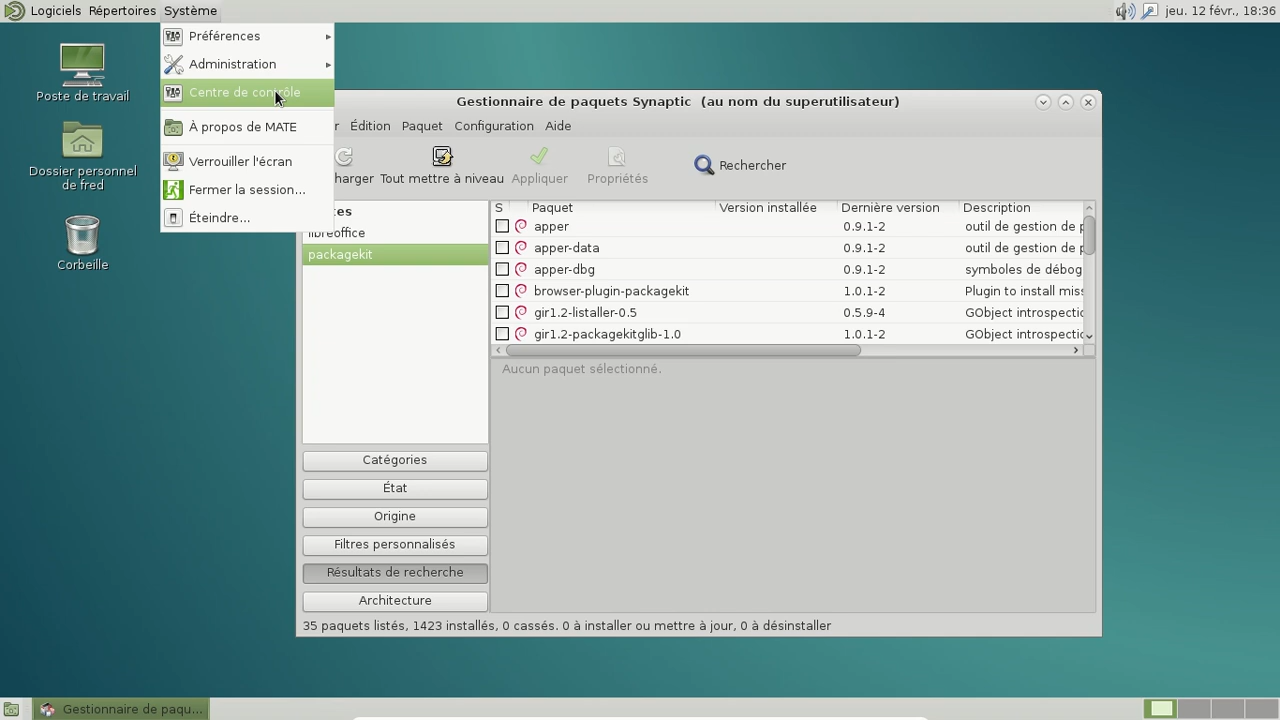 Logiciels Répertoires Système
jeu. 12 févr., 18:36
Préférences
Administration
Centre de contrôle
À propos de MATE
Verrouiller l'écran
Fermer la session...
Éteindre...
Poste de travail
Dossier personnel
de fred
Corbeille
Gestionnaire de paquets Synaptic (au nom du superutilisateur)
Édition Paquet Configuration Aide
Tout mettre à niveau Appliquer Propriétés Rechercher
libreoffice
packagekit
S Paquet Version installée Dernière version Description
apper 0.9.1-2 outil de gestion de p
apper-data 0.9.1-2 outil de gestion de p
apper-dbg 0.9.1-2 symboles de débog
browser-plugin-packagekit 1.0.1-2 Plugin to install miss
gir1.2-listaller-0.5 0.5.9-4 GObject introspectic
gir1.2-packagekitglib-1.0 1.0.1-2 GObject introspectic
Aucun paquet sélectionné.
Catégories
État
Origine
Filtres personnalisés
Résultats de recherche
Architecture
35 paquets listés, 1423 installés, 0 cassés. 0 à installer ou mettre à jour, 0 à désinstaller
Gestionnaire de paqu...